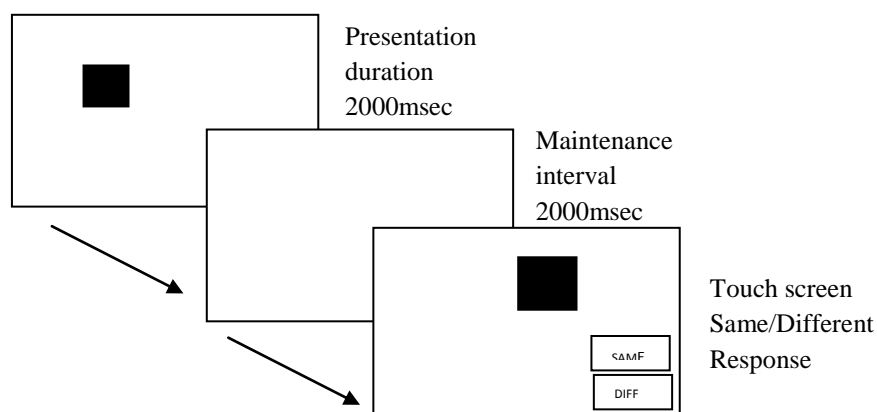 Presentation
duration
2000msec
Maintenance
interval
2000msec
Touch screen
Same/Different
Response
SAME
DIFF